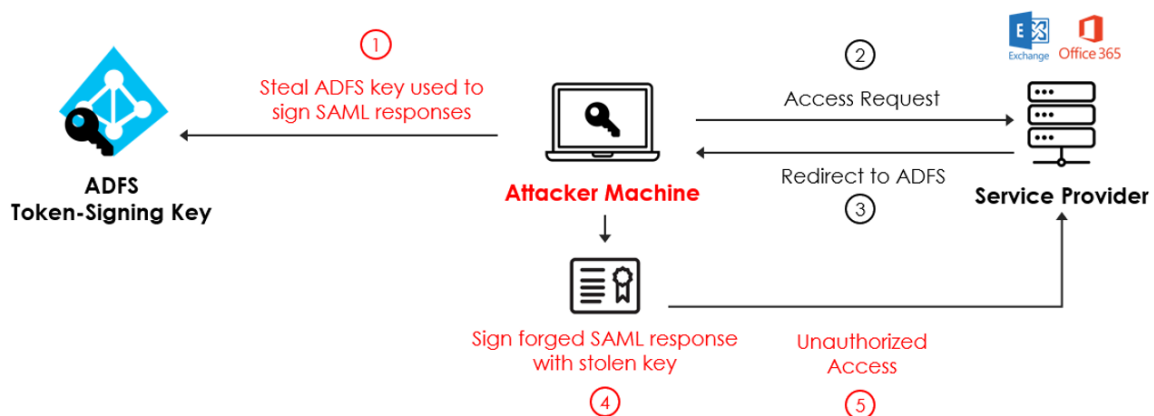 1
Steal ADFS key used to
sign SAML responses
ADFS
Token-Signing Key
Attacker Machine
2
Access Request
Redirect to ADFS
3
E
Exchange
Office 365
Service Provider
Sign forged SAML response
with stolen key
4
Unauthorized
Access
5